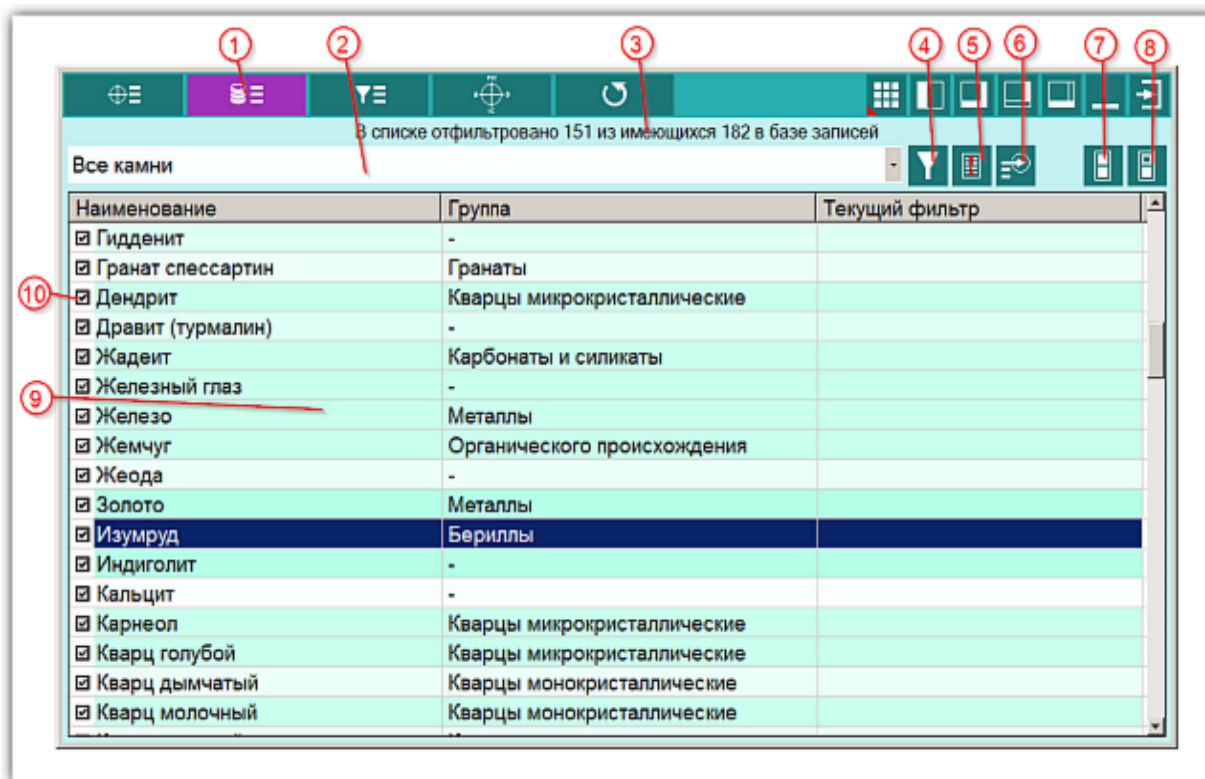 1 2 3 4 5 6 7 8
В списке отфильтровано 151 из имеющихся 182 в базе записей
Все камни
Наименование Группа Текущий фильтр
Гидденит -
Гранат спессартин Гранаты
10 Дендрит Кварцы микрокристаллические
Дравит (турмалин) -
Жадеит Карбонаты и силикаты
9 Железный глаз -
Железо Металлы
Жемчуг Органического происхождения
Жеода -
Золото Металлы
Изумруд Бериллы
Индиголит -
Кальцит -
Карнеол Кварцы микрокристаллические
Кварц голубой Кварцы микрокристаллические
Кварц дымчатый Кварцы монокристаллические
Кварц молочный Кварцы монокристаллические